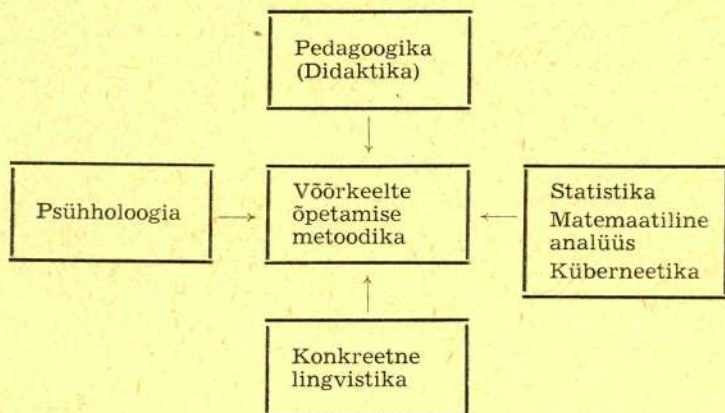 Pedagoogika
(Didaktika)
Psühholoogia
Võõrkeelte
õpetamise
metoodika
Statistika
Matemaatiline
analüüs
Küberneetika
Konkreetne
lingvistika